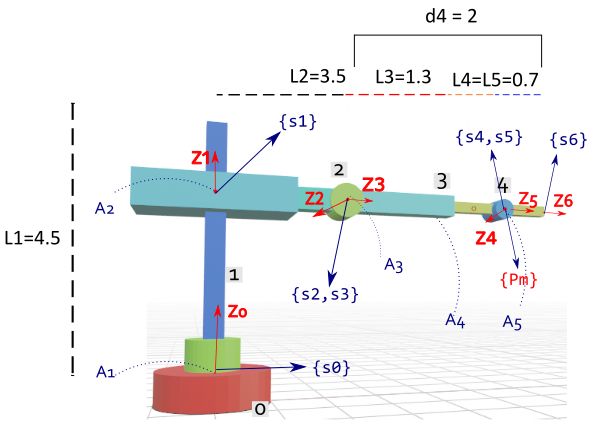 d4 = 2
L2=3.5
L3=1.3
L4=L5=0.7
{s1}
{s4,s5}
{s6}
Z1
2
3
4
Z2
Z3
Z5
Z6
A2
Z4
L1=4.5
A3
1
{s2,s3}
{Pm}
Zo
A4
A5
A1
{s0}
0